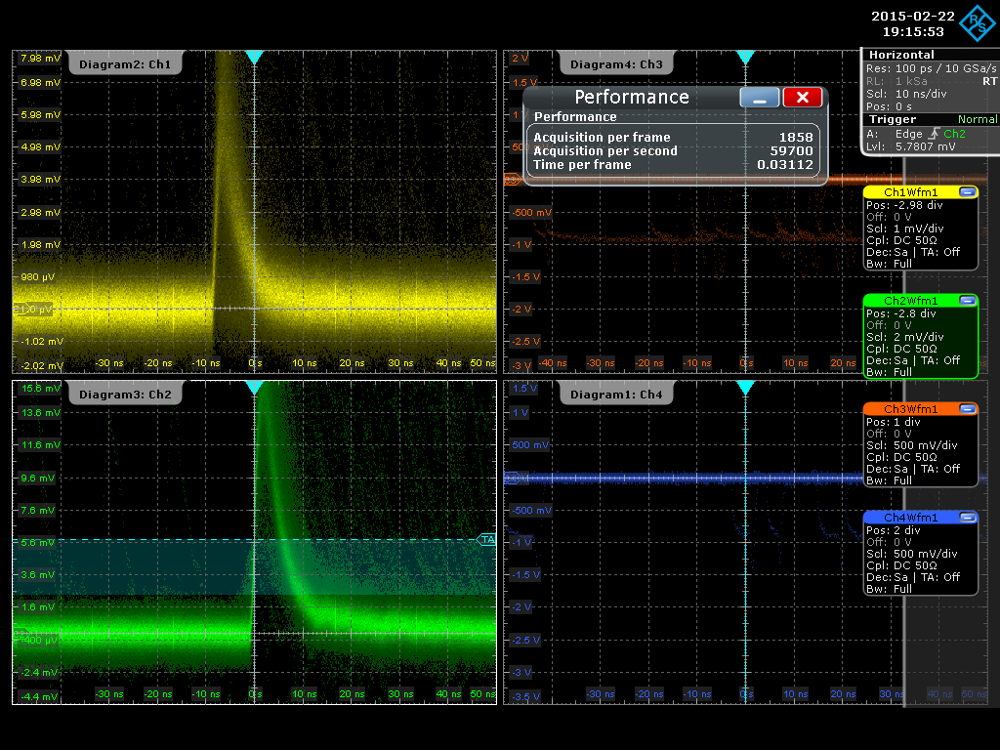 2015-02-22
19:15:53
R&S
Diagram2: Ch1
7.98 mV
6.98 mV
4.98 mV
3.98 mV
2.98 mV
1.98 mV
980 µV
-1.02 mV
-2.02 mV
-30 ns -20 ns -10 ns 0 s 10 ns 20 ns 30 ns 40 ns 50 ns
Diagram4: Ch3
2 V
-500 mV
-1 V
-1.5 V
-2 V
-2.5 V
-3 V
-40 ns -30 ns -20 ns -10 ns 0 s 10 ns 20 ns
Performance
Performance
Acquisition per frame 1858
Acquisition per second 59700
Time per frame 0.03112
Horizontal
Res: 100 ps / 10 GSa/s
RL: 1 kSa RT
Scl: 10 ns/div
Pos: 0 s
Trigger Normal
A: Edge Ch2
Lvl: 5.7807 mV
Ch1Wfm1
Pos: -2.98 div
Off: 0 V
Scl: 1 mV/div
Cpl: DC 50Ω
Dec: Sa | TA: Off
Bw: Full
Ch2Wfm1
Pos: -2.8 div
Off: 0 V
Scl: 2 mV/div
Cpl: DC 50Ω
Dec: Sa | TA: Off
Bw: Full
Diagram3: Ch2
15.6 mV
13.6 mV
11.6 mV
9.6 mV
7.6 mV
5.6 mV
3.6 mV
1.6 mV
-400 µV
-2.4 mV
-4.4 mV
TA
-30 ns -20 ns -10 ns 0 s 10 ns 20 ns 30 ns 40 ns 50 ns
Diagram1: Ch4
1.5 V
1 V
500 mV
-500 mV
-1 V
-1.5 V
-2 V
-2.5 V
-3 V
-3.5 V
-30 ns -20 ns -10 ns 0 s 10 ns 20 ns 30 ns 40 ns 50 ns
Ch3Wfm1
Pos: 1 div
Off: 0 V
Scl: 500 mV/div
Cpl: DC 50Ω
Dec: Sa | TA: Off
Bw: Full
Ch4Wfm1
Pos: 2 div
Off: 0 V
Scl: 500 mV/div
Cpl: DC 50Ω
Dec: Sa | TA: Off
Bw: Full